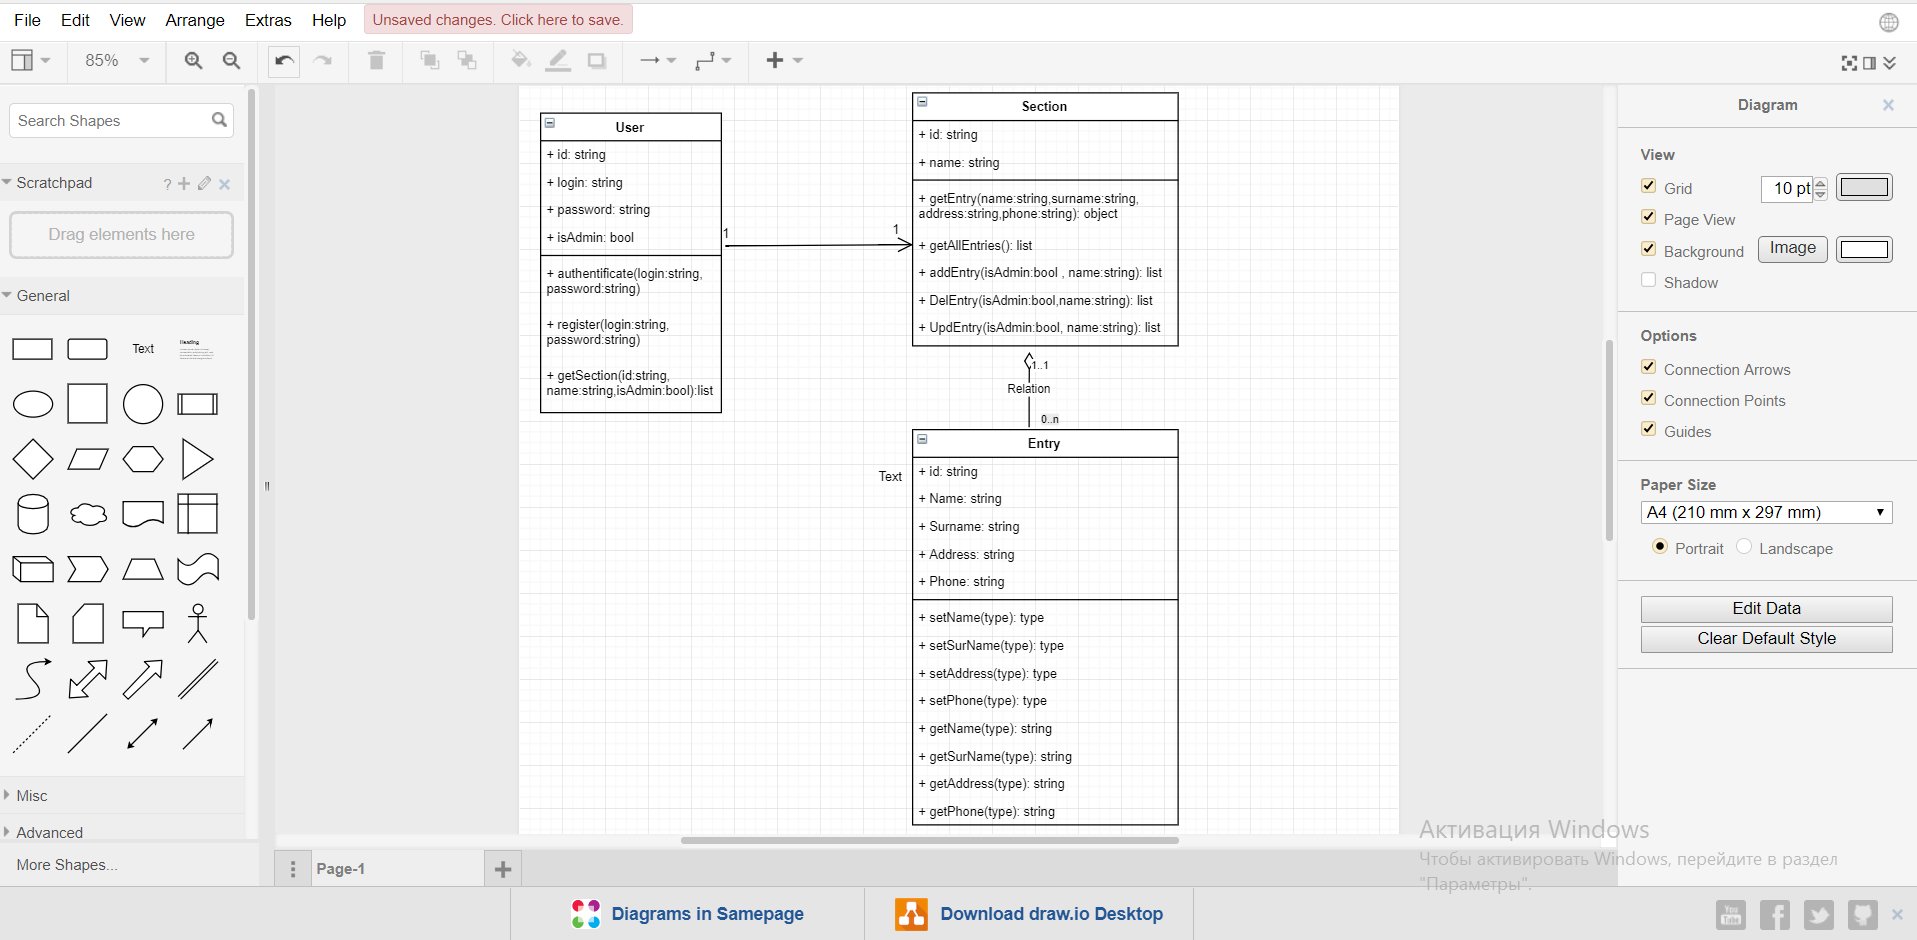 File Edit View Arrange Extras Help Unsaved changes. Click here to save.
85%
Search Shapes
Scratchpad ?
Drag elements here
General
Text Heading
Misc
Advanced
More Shapes...
User
+ id: string
+ login: string
+ password: string
+ isAdmin: bool
+ authentificate(login:string,
password:string)
+ register(login:string,
password:string)
+ getSection(id:string,
name:string,isAdmin:bool):list
1
1
Section
+ id: string
+ name: string
+ getEntry(name:string,surname:string,
address:string,phone:string): object
+ getAllEntries(): list
+ addEntry(isAdmin:bool , name:string): list
+ DelEntry(isAdmin:bool,name:string): list
+ UpdEntry(isAdmin:bool, name:string): list
1..1
Relation
0..n
Text
Entry
+ id: string
+ Name: string
+ Surname: string
+ Address: string
+ Phone: string
+ setName(type): type
+ setSurName(type): type
+ setAddress(type): type
+ setPhone(type): type
+ getName(type): string
+ getSurName(type): string
+ getAddress(type): string
+ getPhone(type): string
Diagram
View
Grid 10 pt
Page View
Background Image
Shadow
Options
Connection Arrows
Connection Points
Guides
Paper Size
A4 (210 mm x 297 mm)
Portrait Landscape
Edit Data
Clear Default Style
Активация Windows
Чтобы активировать Windows, перейдите в раздел
"Параметры".
Page-1
Diagrams in Samepage Download draw.io Desktop
You
Tube